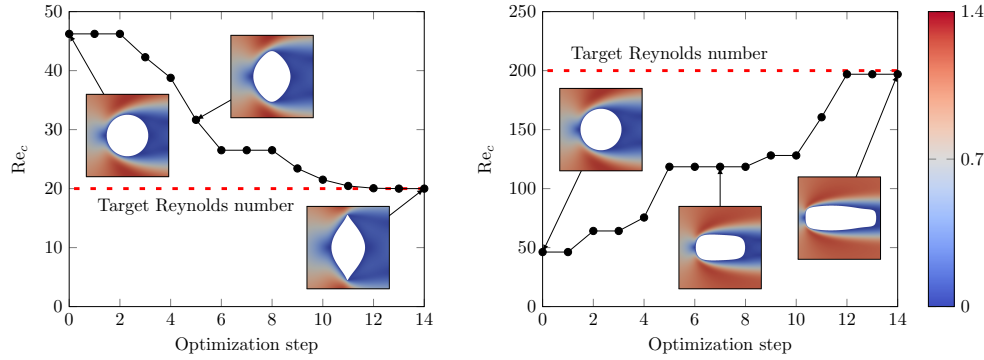 50
40
30
20
10
0
Re_c
Target Reynolds number
0 2 4 6 8 10 12 14
Optimization step
250
200
150
100
50
0
Re_c
Target Reynolds number
0 2 4 6 8 10 12 14
Optimization step
1.4
0.7
0